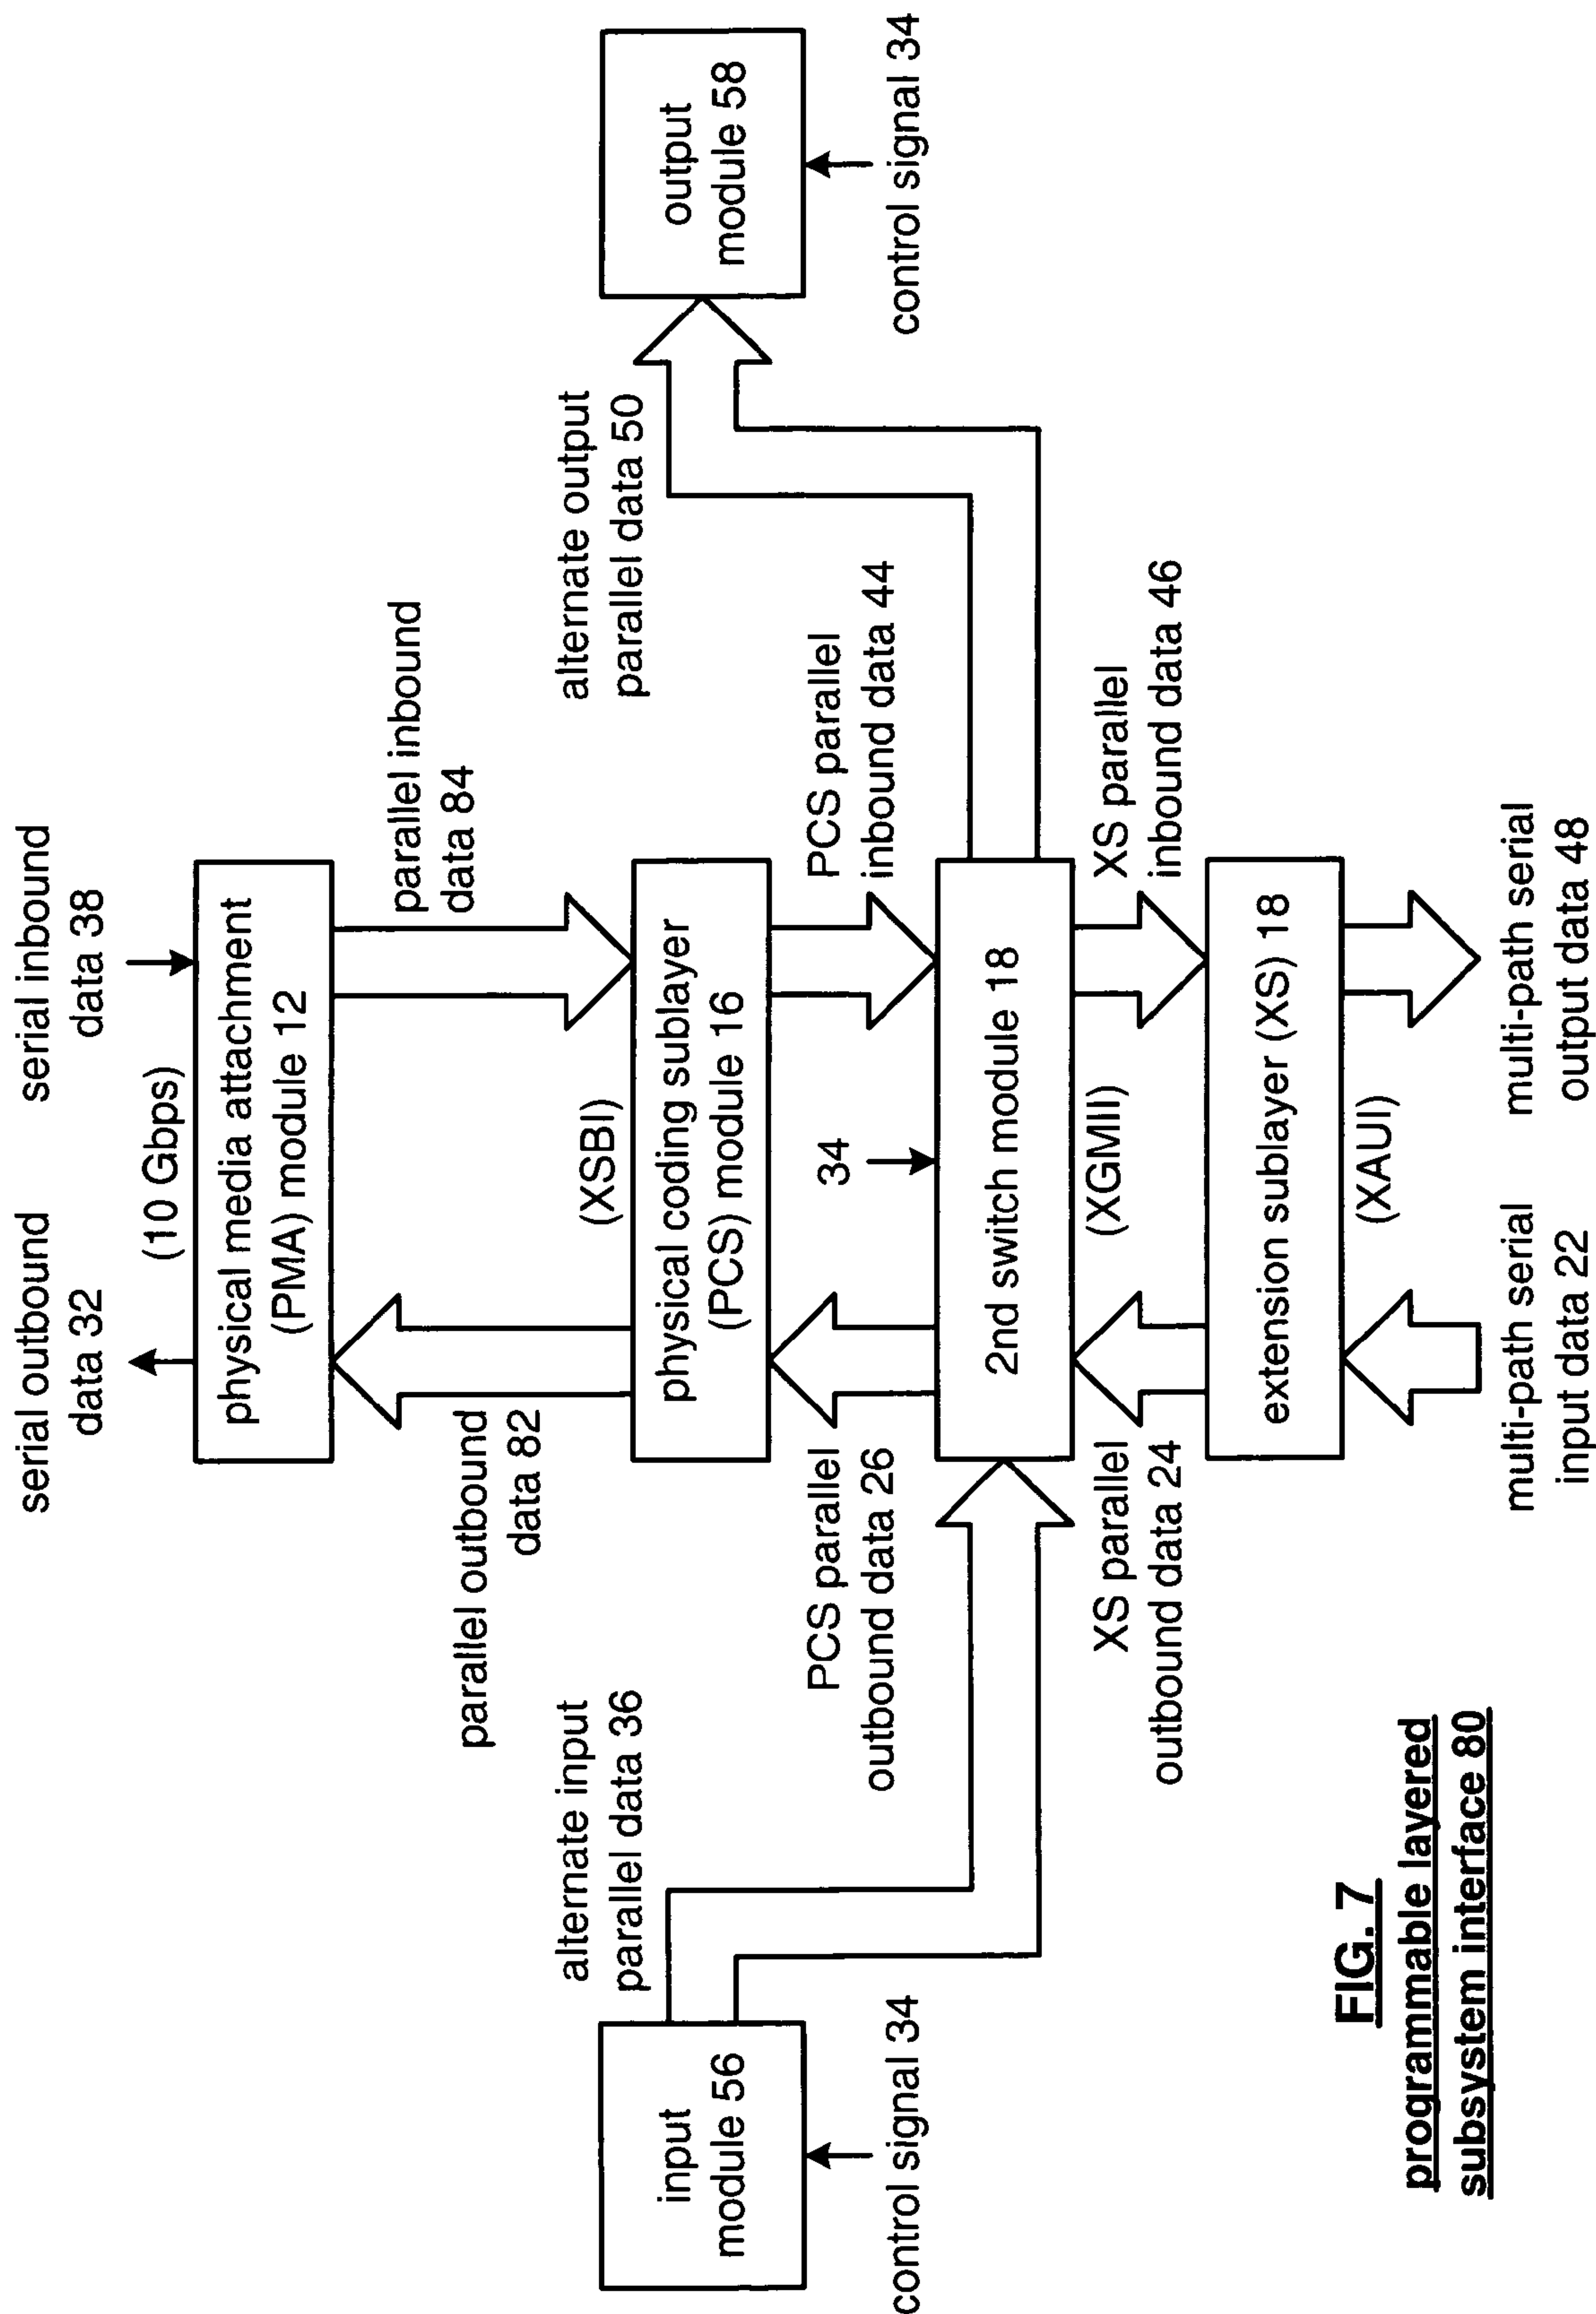 serial outbound
data 32
serial inbound
data 38
(10 Gbps)
physical media attachment
(PMA) module 12
parallel outbound
data 82
parallel inbound
data 84
(XSBI)
physical coding sublayer
(PCS) module 16
alternate input
parallel data 36
alternate output
parallel data 50
input
module 56
output
module 58
control signal 34
control signal 34
PCS parallel
outbound data 26
34
PCS parallel
inbound data 44
2nd switch module 18
XS parallel
outbound data 24
(XGMII)
XS parallel
inbound data 46
extension sublayer (XS) 18
(XAUI)
multi-path serial
input data 22
multi-path serial
output data 48
FIG. 7
programmable layered
subsystem interface 80